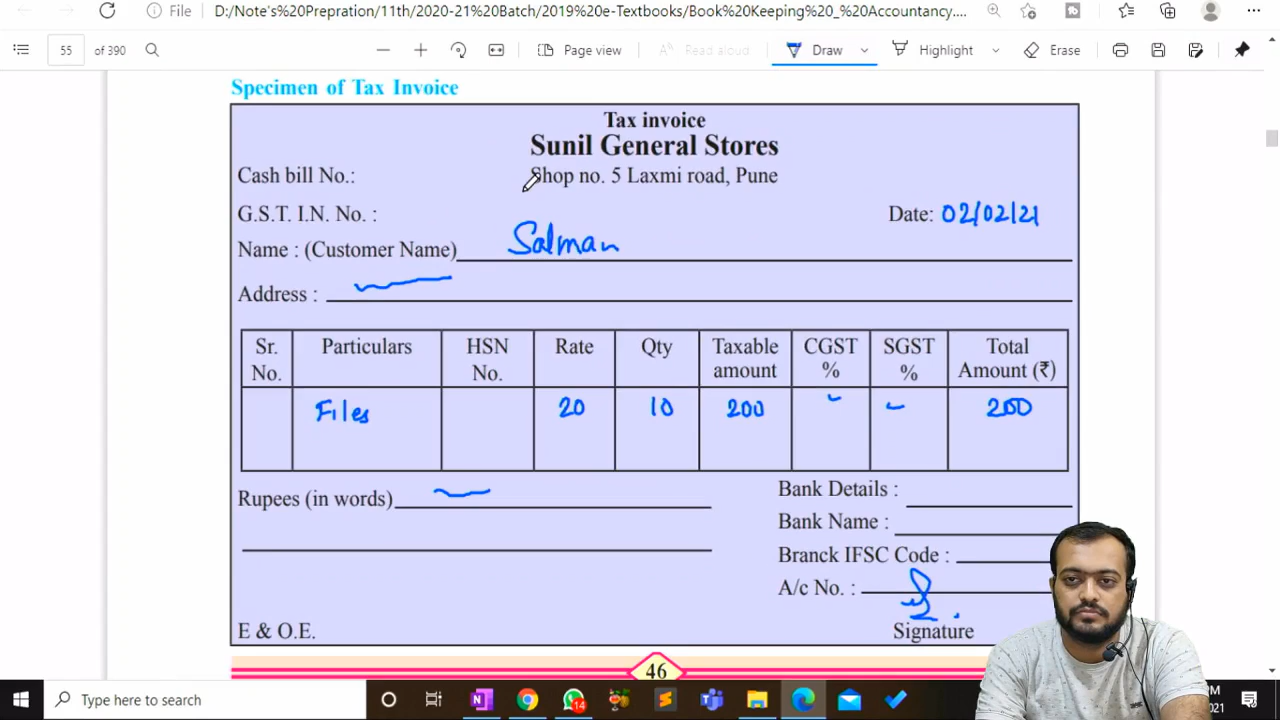 File D:/Note's%20Prepration/11th/2020-21%20Batch/2019%20e-Textbooks/Book%20Keeping%20_%20Accountancy....
55 of 390 Page view Read aloud Draw Highlight Erase
Specimen of Tax Invoice
Tax invoice
Sunil General Stores
Cash bill No.: Shop no. 5 Laxmi road, Pune
G.S.T. I.N. No. : Date: 02/02/21
Name : (Customer Name) Salman
Address :
Sr. No. Particulars HSN No. Rate Qty Taxable amount CGST % SGST % Total Amount (₹)
Files 20 10 200 200
Rupees (in words) Bank Details :
Bank Name :
Branck IFSC Code :
A/c No. :
E & O.E. Signature
46
Type here to search 14